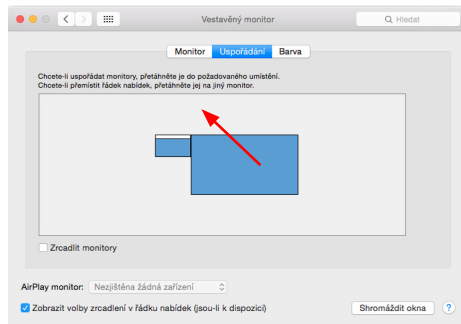 Vestavěný monitor
Hledat
Monitor Uspořádání Barva
Chcete-li uspořádat monitory, přetáhněte je do požadovaného umístění.
Chcete-li přemístit řádek nabídek, přetáhněte jej na jiný monitor.
Zrcadlit monitory
AirPlay monitor: Nezjištěna žádná zařízení
Zobrazit volby zrcadlení v řádku nabídek (jsou-li k dispozici)
Shromáždit okna ?